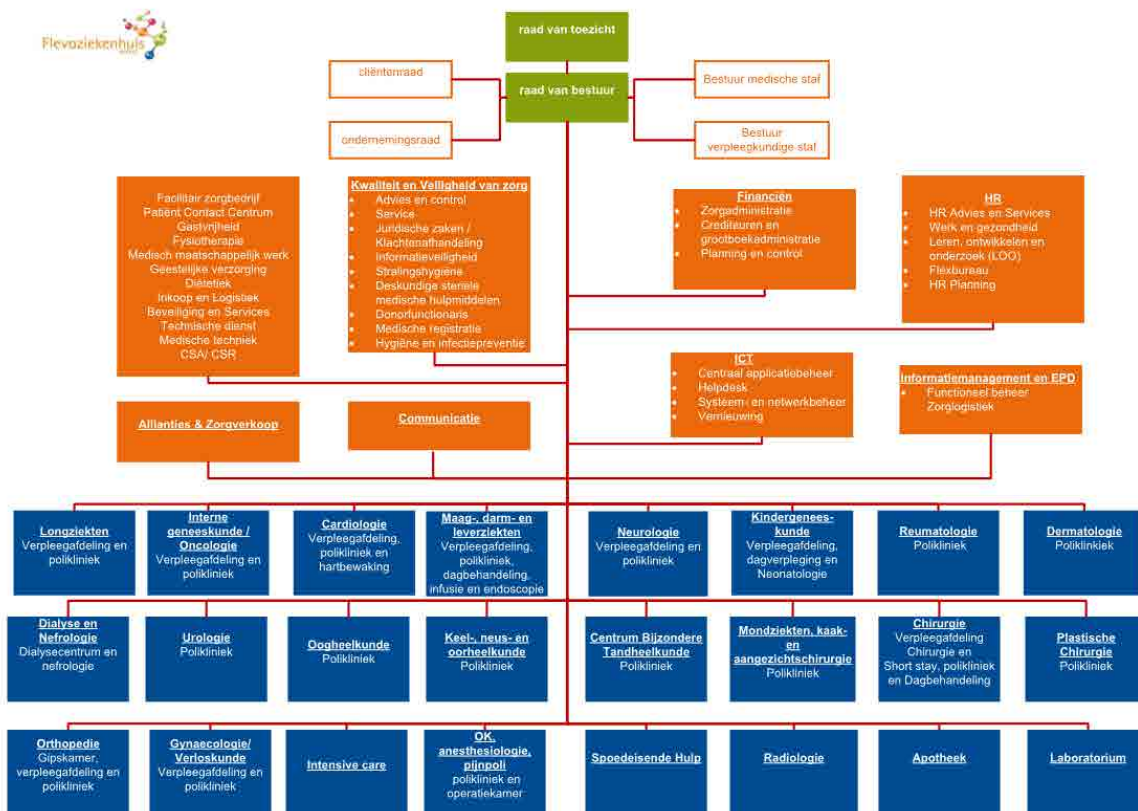 Flevoziekenhuis
raad van toezicht
cliëntenraad
raad van bestuur
Bestuur medische staf
ondernemingsraad
Bestuur
verpleegkundige staf
Facilitair zorgbedrijf
Patiënt Contact Centrum
Gastvrijheid
Fysiotherapie
Medisch maatschappelijk werk
Geestelijke verzorging
Diëtetiek
Inkoop en Logistiek
Beveiliging en Services
Technische dienst
Medische techniek
CSA/ CSR
Kwaliteit en Veiligheid van zorg
• Advies en control
• Service
• Juridische zaken /
Klachtenafhandeling
• Informatieveiligheid
• Stralingshygiëne
• Deskundige steriele
medische hulpmiddelen
• Donorfunctionaris
• Medische registratie
• Hygiëne en infectiepreventie
Financiën
• Zorgadministratie
• Crediteuren en
grootboekadministratie
• Planning en control
HR
• HR Advies en Services
• Werk en gezondheid
• Leren, ontwikkelen en
onderzoek (LOO)
• Flexbureau
• HR Planning
ICT
• Centraal applicatiebeheer
• Helpdesk
• Systeem- en netwerkbeheer
• Vernieuwing
Informatiemanagement en EPD
• Functioneel beheer
Zorglogistiek
Allianties & Zorgverkoop
Communicatie
Longziekten
Verpleegafdeling en
polikliniek
Interne
geneeskunde /
Oncologie
Verpleegafdeling en
polikliniek
Cardiologie
Verpleegafdeling,
polikliniek en
hartbewaking
Maag-, darm- en
leverziekten
Verpleegafdeling,
polikliniek,
dagbehandeling,
infusie en endoscopie
Neurologie
Verpleegafdeling en
polikliniek
Kindergenees-
kunde
Verpleegafdeling,
dagverpleging en
Neonatologie
Reumatologie
Polikliniek
Dermatologie
Poliklinkiek
Dialyse en
Nefrologie
Dialysecentrum en
nefrologie
Urologie
Polikliniek
Oogheelkunde
Polikliniek
Keel-, neus- en
oorheelkunde
Polikliniek
Centrum Bijzondere
Tandheelkunde
Polikliniek
Mondziekten, kaak-
en
aangezichtschirurgie
Polikliniek
Chirurgie
Verpleegafdeling
Chirurgie en
Short stay, polikliniek
en Dagbehandeling
Plastische
Chirurgie
Polikliniek
Orthopedie
Gipskamer,
verpleegafdeling en
polikliniek
Gynaecologie/
Verloskunde
Verpleegafdeling en
polikliniek
Intensive care
OK,
anesthesiologie,
pijnpoli
polikliniek en
operatiekamer
Spoedeisende Hulp
Radiologie
Apotheek
Laboratorium